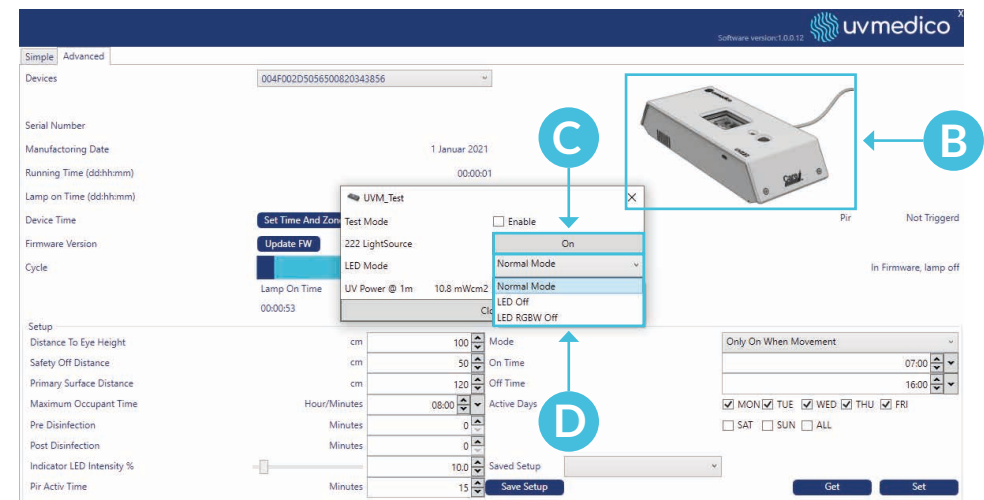 X
Software version:1.0.0.12 uvmedico
Simple Advanced
Devices 004F002D5056500820343856
Serial Number
Manufactoring Date 1 Januar 2021
Running Time (dd:hh:mm) 00:00:01
Lamp on Time (dd:hh:mm)
Device Time Set Time And Zon
Firmware Version Update FW
Cycle
Lamp On Time
00:00:53
C
B
UVM_Test
Test Mode Enable
222 LightSource On
LED Mode Normal Mode
Normal Mode
UV Power @ 1m 10.8 mWcm2 LED Off
LED RGBW Off
Clo
Pir Not Triggerd
In Firmware, lamp off
D
Setup
Distance To Eye Height cm 100 Mode Only On When Movement
Safety Off Distance cm 50 On Time 07:00
Primary Surface Distance cm 120 Off Time 16:00
Maximum Occupant Time Hour/Minutes 08:00 Active Days MON TUE WED THU FRI
Pre Disinfection Minutes 0 SAT SUN ALL
Post Disinfection Minutes 0
Indicator LED Intensity % 10.0 Saved Setup
Pir Activ Time Minutes 15 Save Setup Get Set